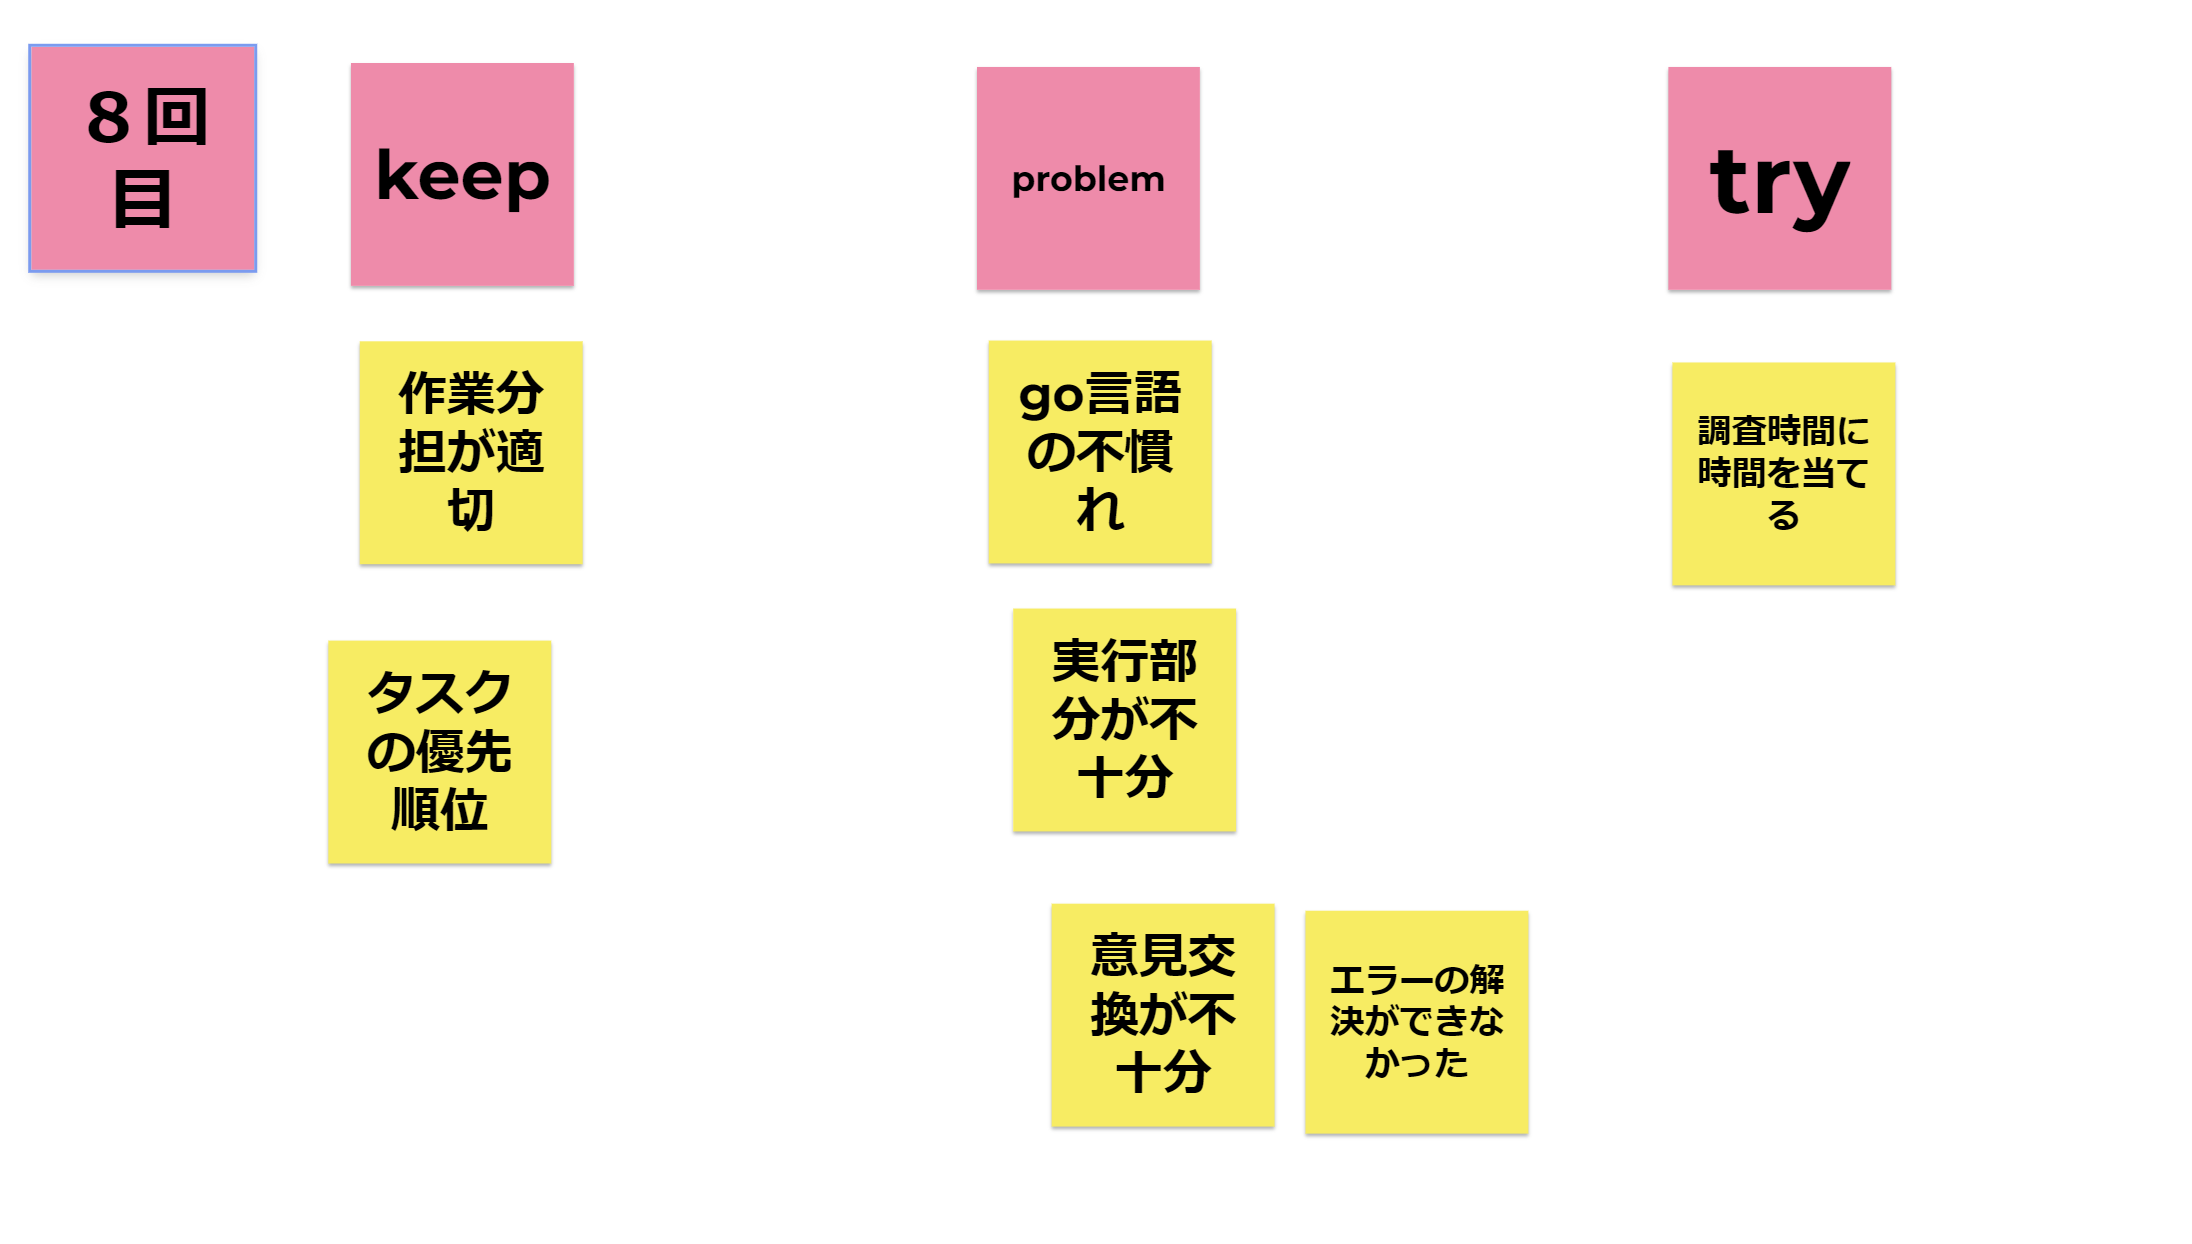 ８回
目
keep
problem
try
作業分
担が適
切
go言語
の不慣
れ
調査時間に
時間を当て
る
タスク
の優先
順位
実行部
分が不
十分
意見交
換が不
十分
エラーの解
決ができな
かった